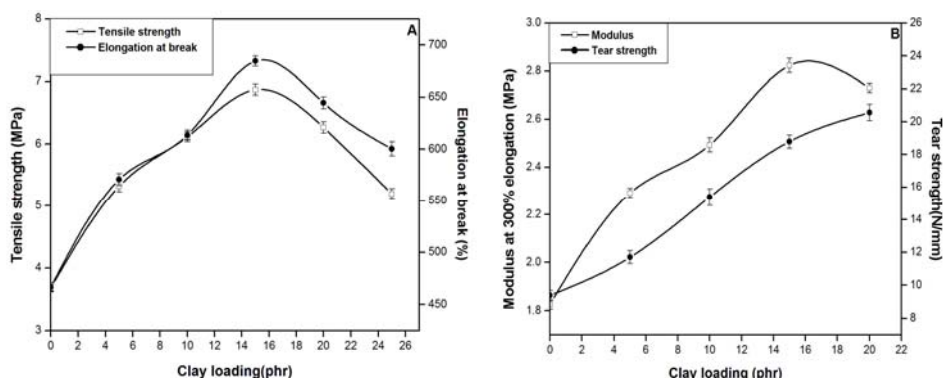 A
Tensile strength
Elongation at break
8
7
6
5
4
3
Tensile strength (MPa)
700
650
600
550
500
450
Elongation at break (%)
0 2 4 6 8 10 12 14 16 18 20 22 24 26
Clay loading(phr)
B
Modulus
Tear strength
3.0
2.8
2.6
2.4
2.2
2.0
1.8
Modulus at 300% elongation (MPa)
26
24
22
20
18
16
14
12
10
8
Tear strength(N/mm)
0 2 4 6 8 10 12 14 16 18 20 22
Clay loading (phr)